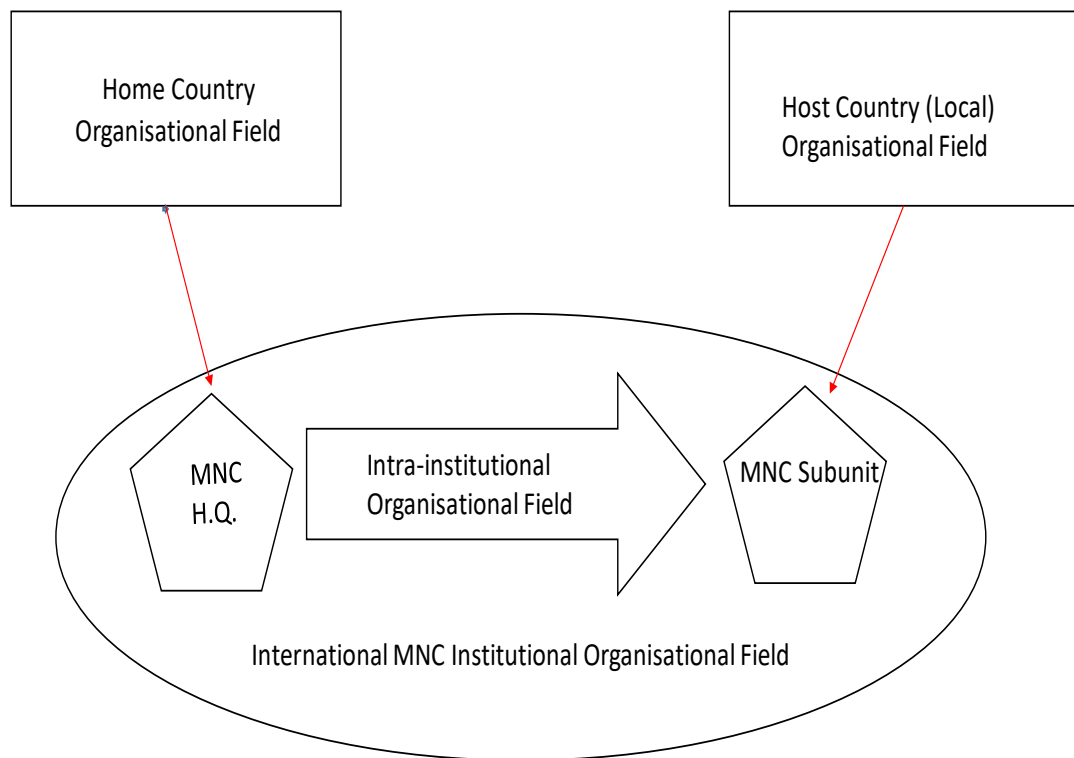 Home Country
Organisational Field
Host Country (Local)
Organisational Field
MNC
H.Q.
Intra-institutional
Organisational Field
MNC Subunit
International MNC Institutional Organisational Field